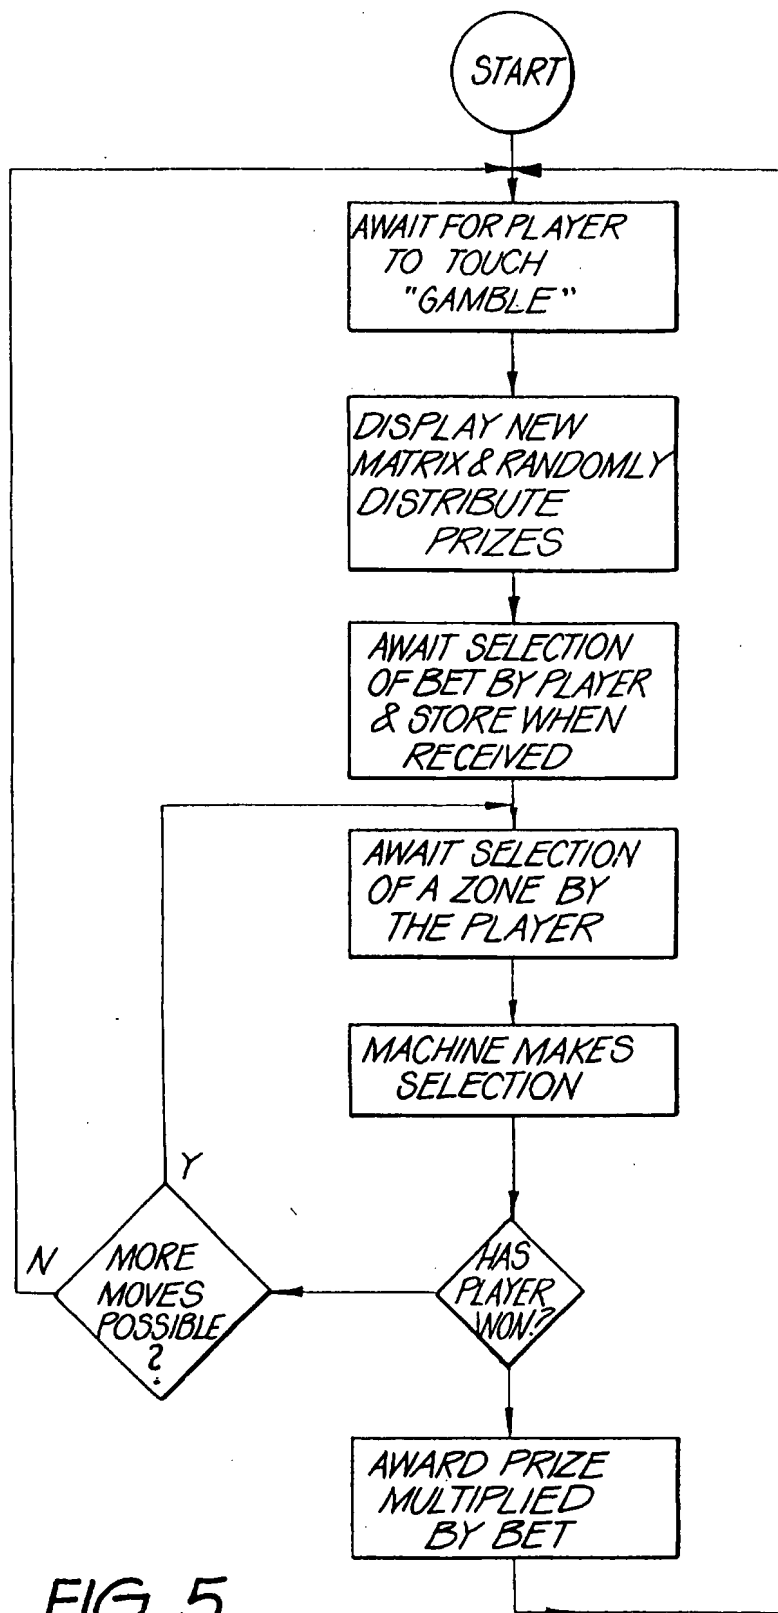 START
AWAIT FOR PLAYER
TO TOUCH
"GAMBLE"
DISPLAY NEW
MATRIX & RANDOMLY
DISTRIBUTE
PRIZES
AWAIT SELECTION
OF BET BY PLAYER
& STORE WHEN
RECEIVED
AWAIT SELECTION
OF A ZONE BY
THE PLAYER
MACHINE MAKES
SELECTION
Y
N
MORE
MOVES
POSSIBLE
?
HAS
PLAYER
WON?
AWARD PRIZE
MULTIPLIED
BY BET
FIG. 5